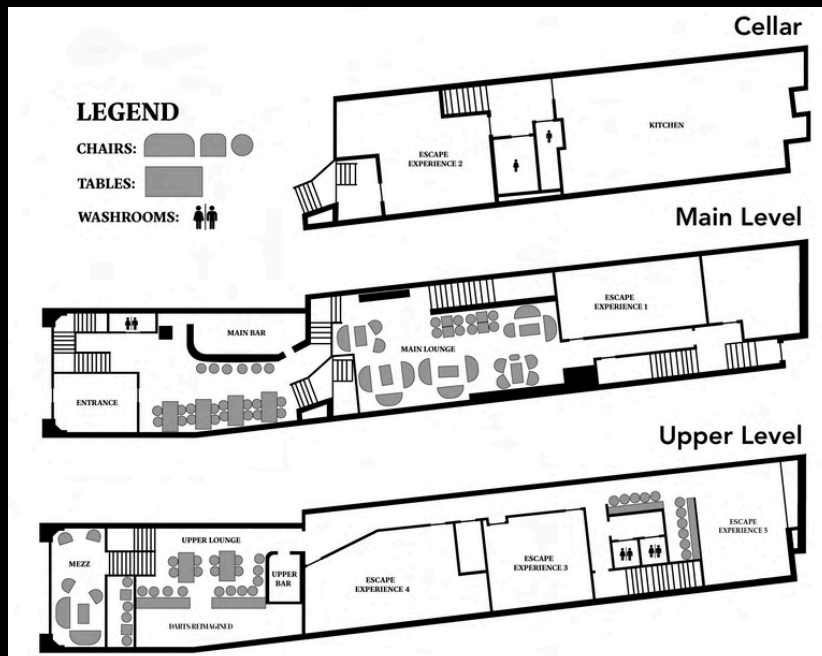 Cellar
LEGEND
CHAIRS:
TABLES:
WASHROOMS:
KITCHEN
ESCAPE
EXPERIENCE 2
Main Level
ESCAPE
EXPERIENCE 1
MAIN BAR
MAIN LOUNGE
ENTRANCE
Upper Level
UPPER LOUNGE
MEZZ
UPPER
BAR
ESCAPE
EXPERIENCE 5
ESCAPE
EXPERIENCE 3
ESCAPE
EXPERIENCE 4
DARTS REIMAGINED